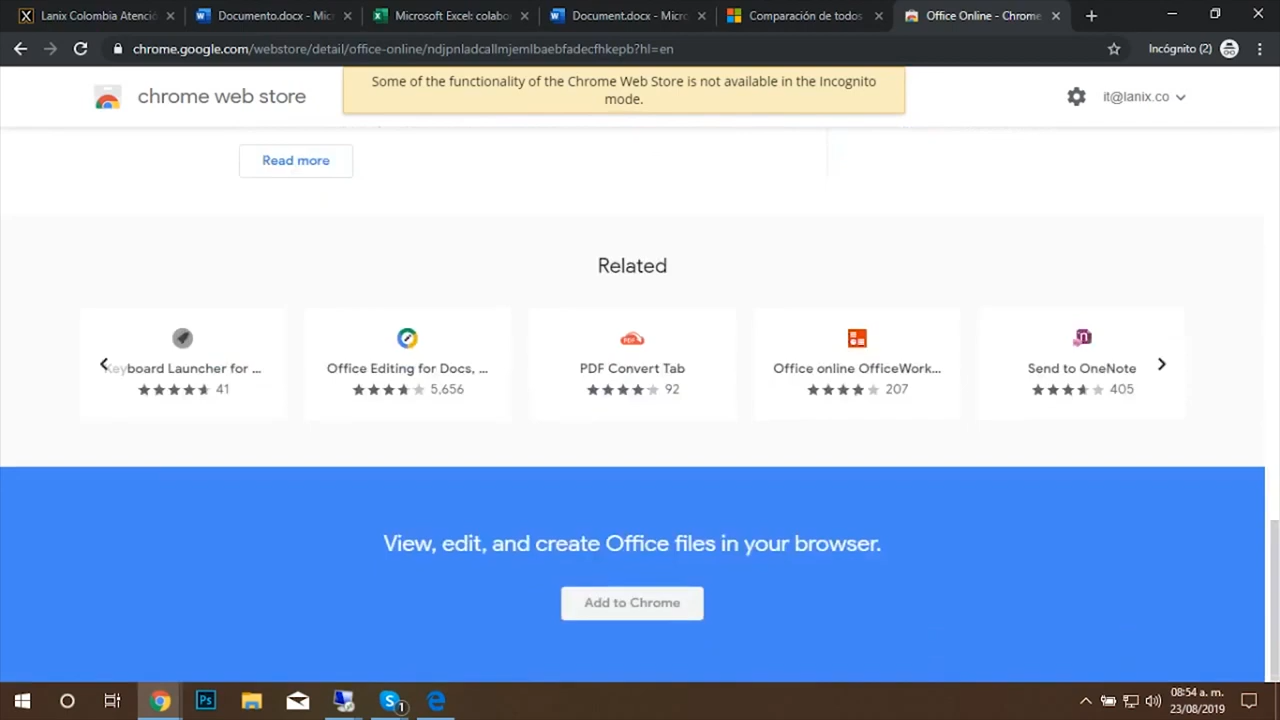 Lanix Colombia Atenció
Documento.docx - Mic
Microsoft Excel: colabo
Document.docx - Micro
Comparación de todos
Office Online - Chrome
chrome.google.com/webstore/detail/office-online/ndjpnladcallmjemlbaebfadecfhkepb?hl=en
Incógnito (2)
chrome web store
Some of the functionality of the Chrome Web Store is not available in the Incognito
mode.
it@lanix.co
Read more
Related
Keyboard Launcher for ...
41
Office Editing for Docs, ...
5,656
PDF Convert Tab
92
Office online OfficeWork...
207
Send to OneNote
405
View, edit, and create Office files in your browser.
Add to Chrome
08:54 a. m.
23/08/2019